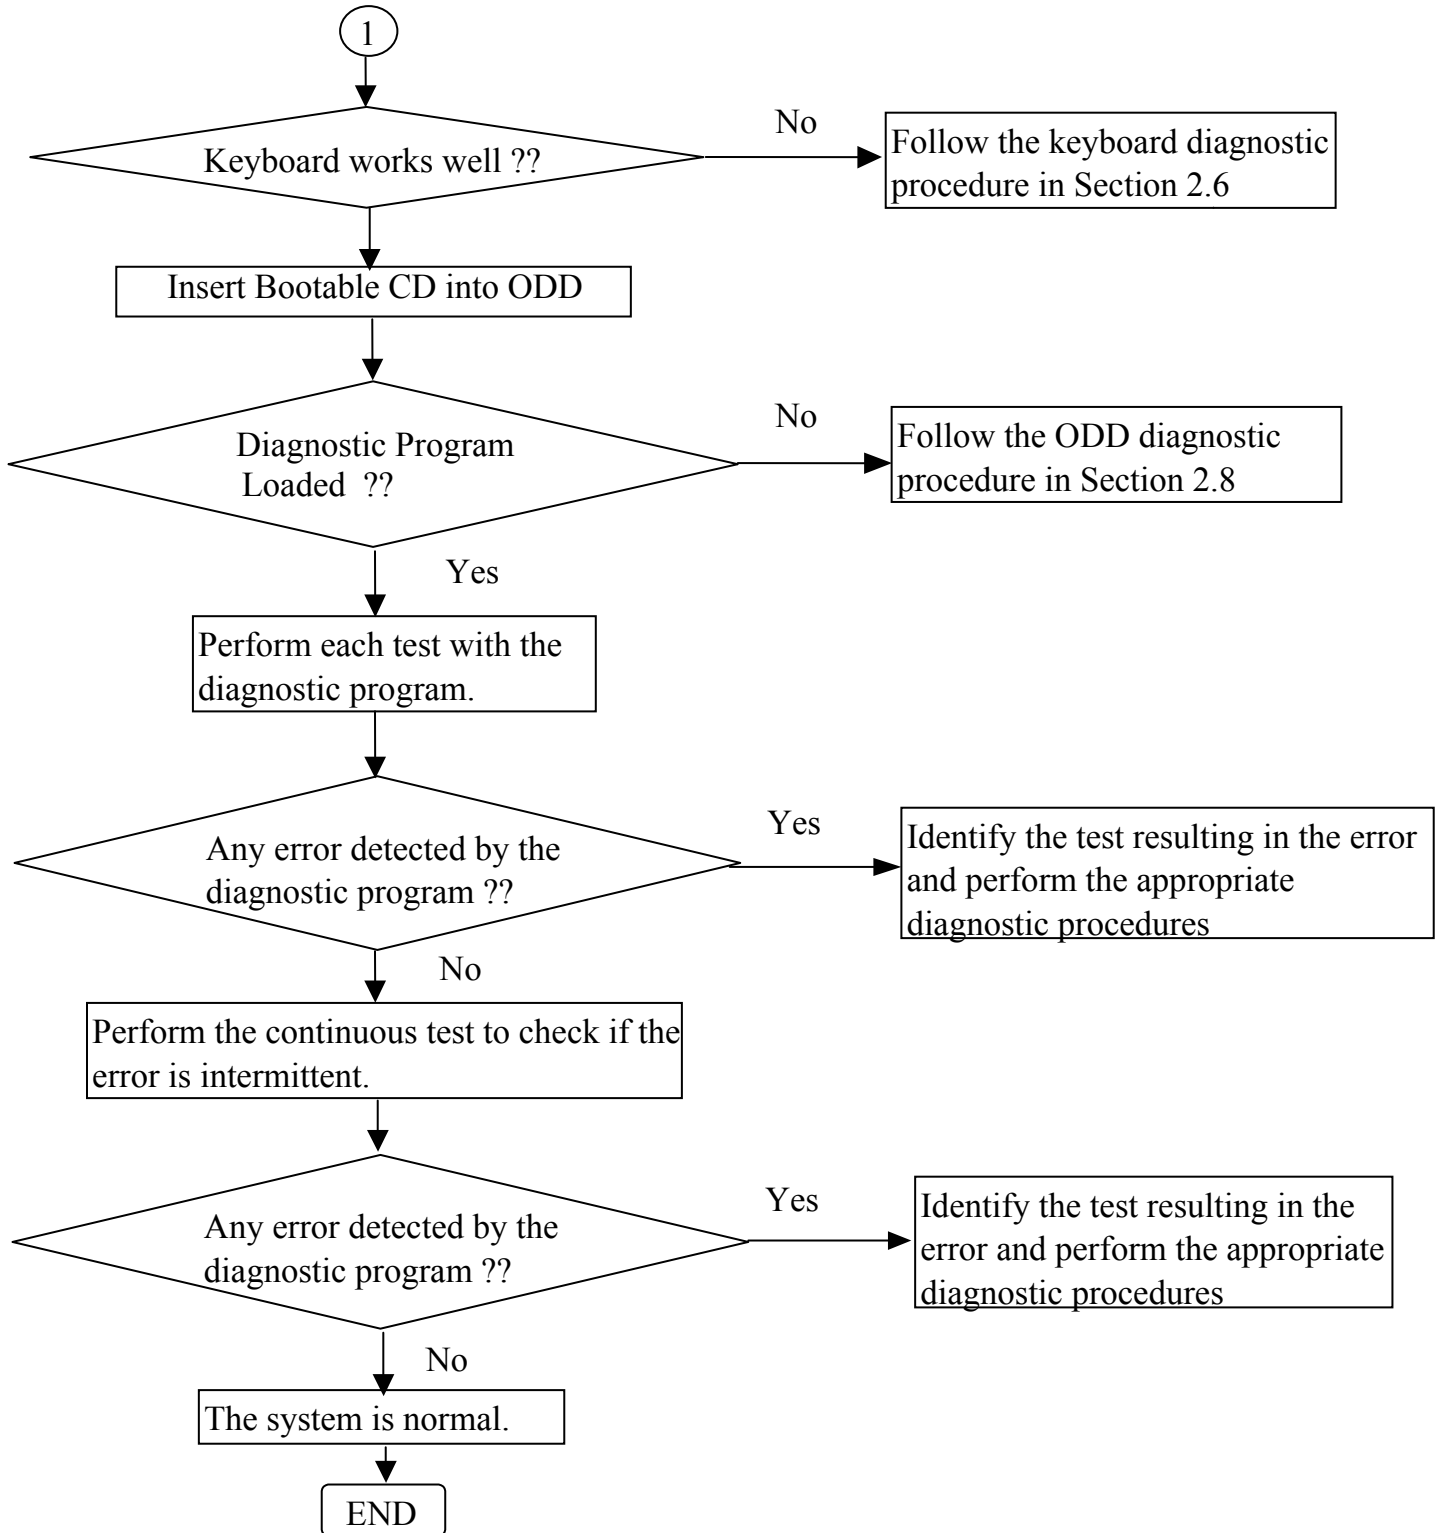 1
Keyboard works well ??
No
Follow the keyboard diagnostic
procedure in Section 2.6
Insert Bootable CD into ODD
Diagnostic Program
Loaded ??
No
Follow the ODD diagnostic
procedure in Section 2.8
Yes
Perform each test with the
diagnostic program.
Any error detected by the
diagnostic program ??
Yes
Identify the test resulting in the error
and perform the appropriate
diagnostic procedures
No
Perform the continuous test to check if the
error is intermittent.
Any error detected by the
diagnostic program ??
Yes
Identify the test resulting in the
error and perform the appropriate
diagnostic procedures
No
The system is normal.
END